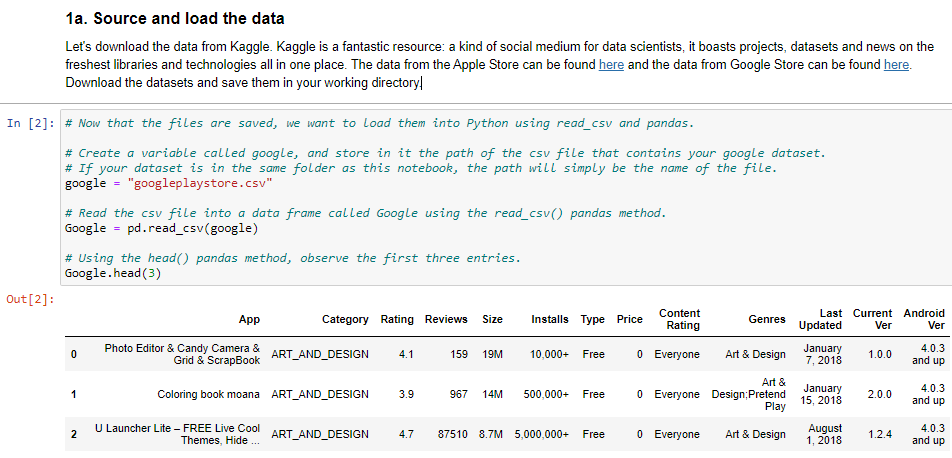 1a. Source and load the data
Let's download the data from Kaggle. Kaggle is a fantastic resource: a kind of social medium for data scientists, it boasts projects, datasets and news on the
freshest libraries and technologies all in one place. The data from the Apple Store can be found here and the data from Google Store can be found here.
Download the datasets and save them in your working directory.
In [2]: # Now that the files are saved, we want to load them into Python using read_csv and pandas.
# Create a variable called google, and store in it the path of the csv file that contains your google dataset.
# If your dataset is in the same folder as this notebook, the path will simply be the name of the file.
google = "googleplaystore.csv"
# Read the csv file into a data frame called Google using the read_csv() pandas method.
Google = pd.read_csv(google)
# Using the head() pandas method, observe the first three entries.
Google.head(3)
Out[2]:
App Category Rating Reviews Size Installs Type Price Content Rating Genres Last Updated Current Ver Android Ver
0 Photo Editor & Candy Camera & Grid & ScrapBook ART_AND_DESIGN 4.1 159 19M 10,000+ Free 0 Everyone Art & Design January 7, 2018 1.0.0 4.0.3 and up
1 Coloring book moana ART_AND_DESIGN 3.9 967 14M 500,000+ Free 0 Everyone Art & Design;Pretend Play January 15, 2018 2.0.0 4.0.3 and up
2 U Launcher Lite – FREE Live Cool Themes, Hide ... ART_AND_DESIGN 4.7 87510 8.7M 5,000,000+ Free 0 Everyone Art & Design August 1, 2018 1.2.4 4.0.3 and up